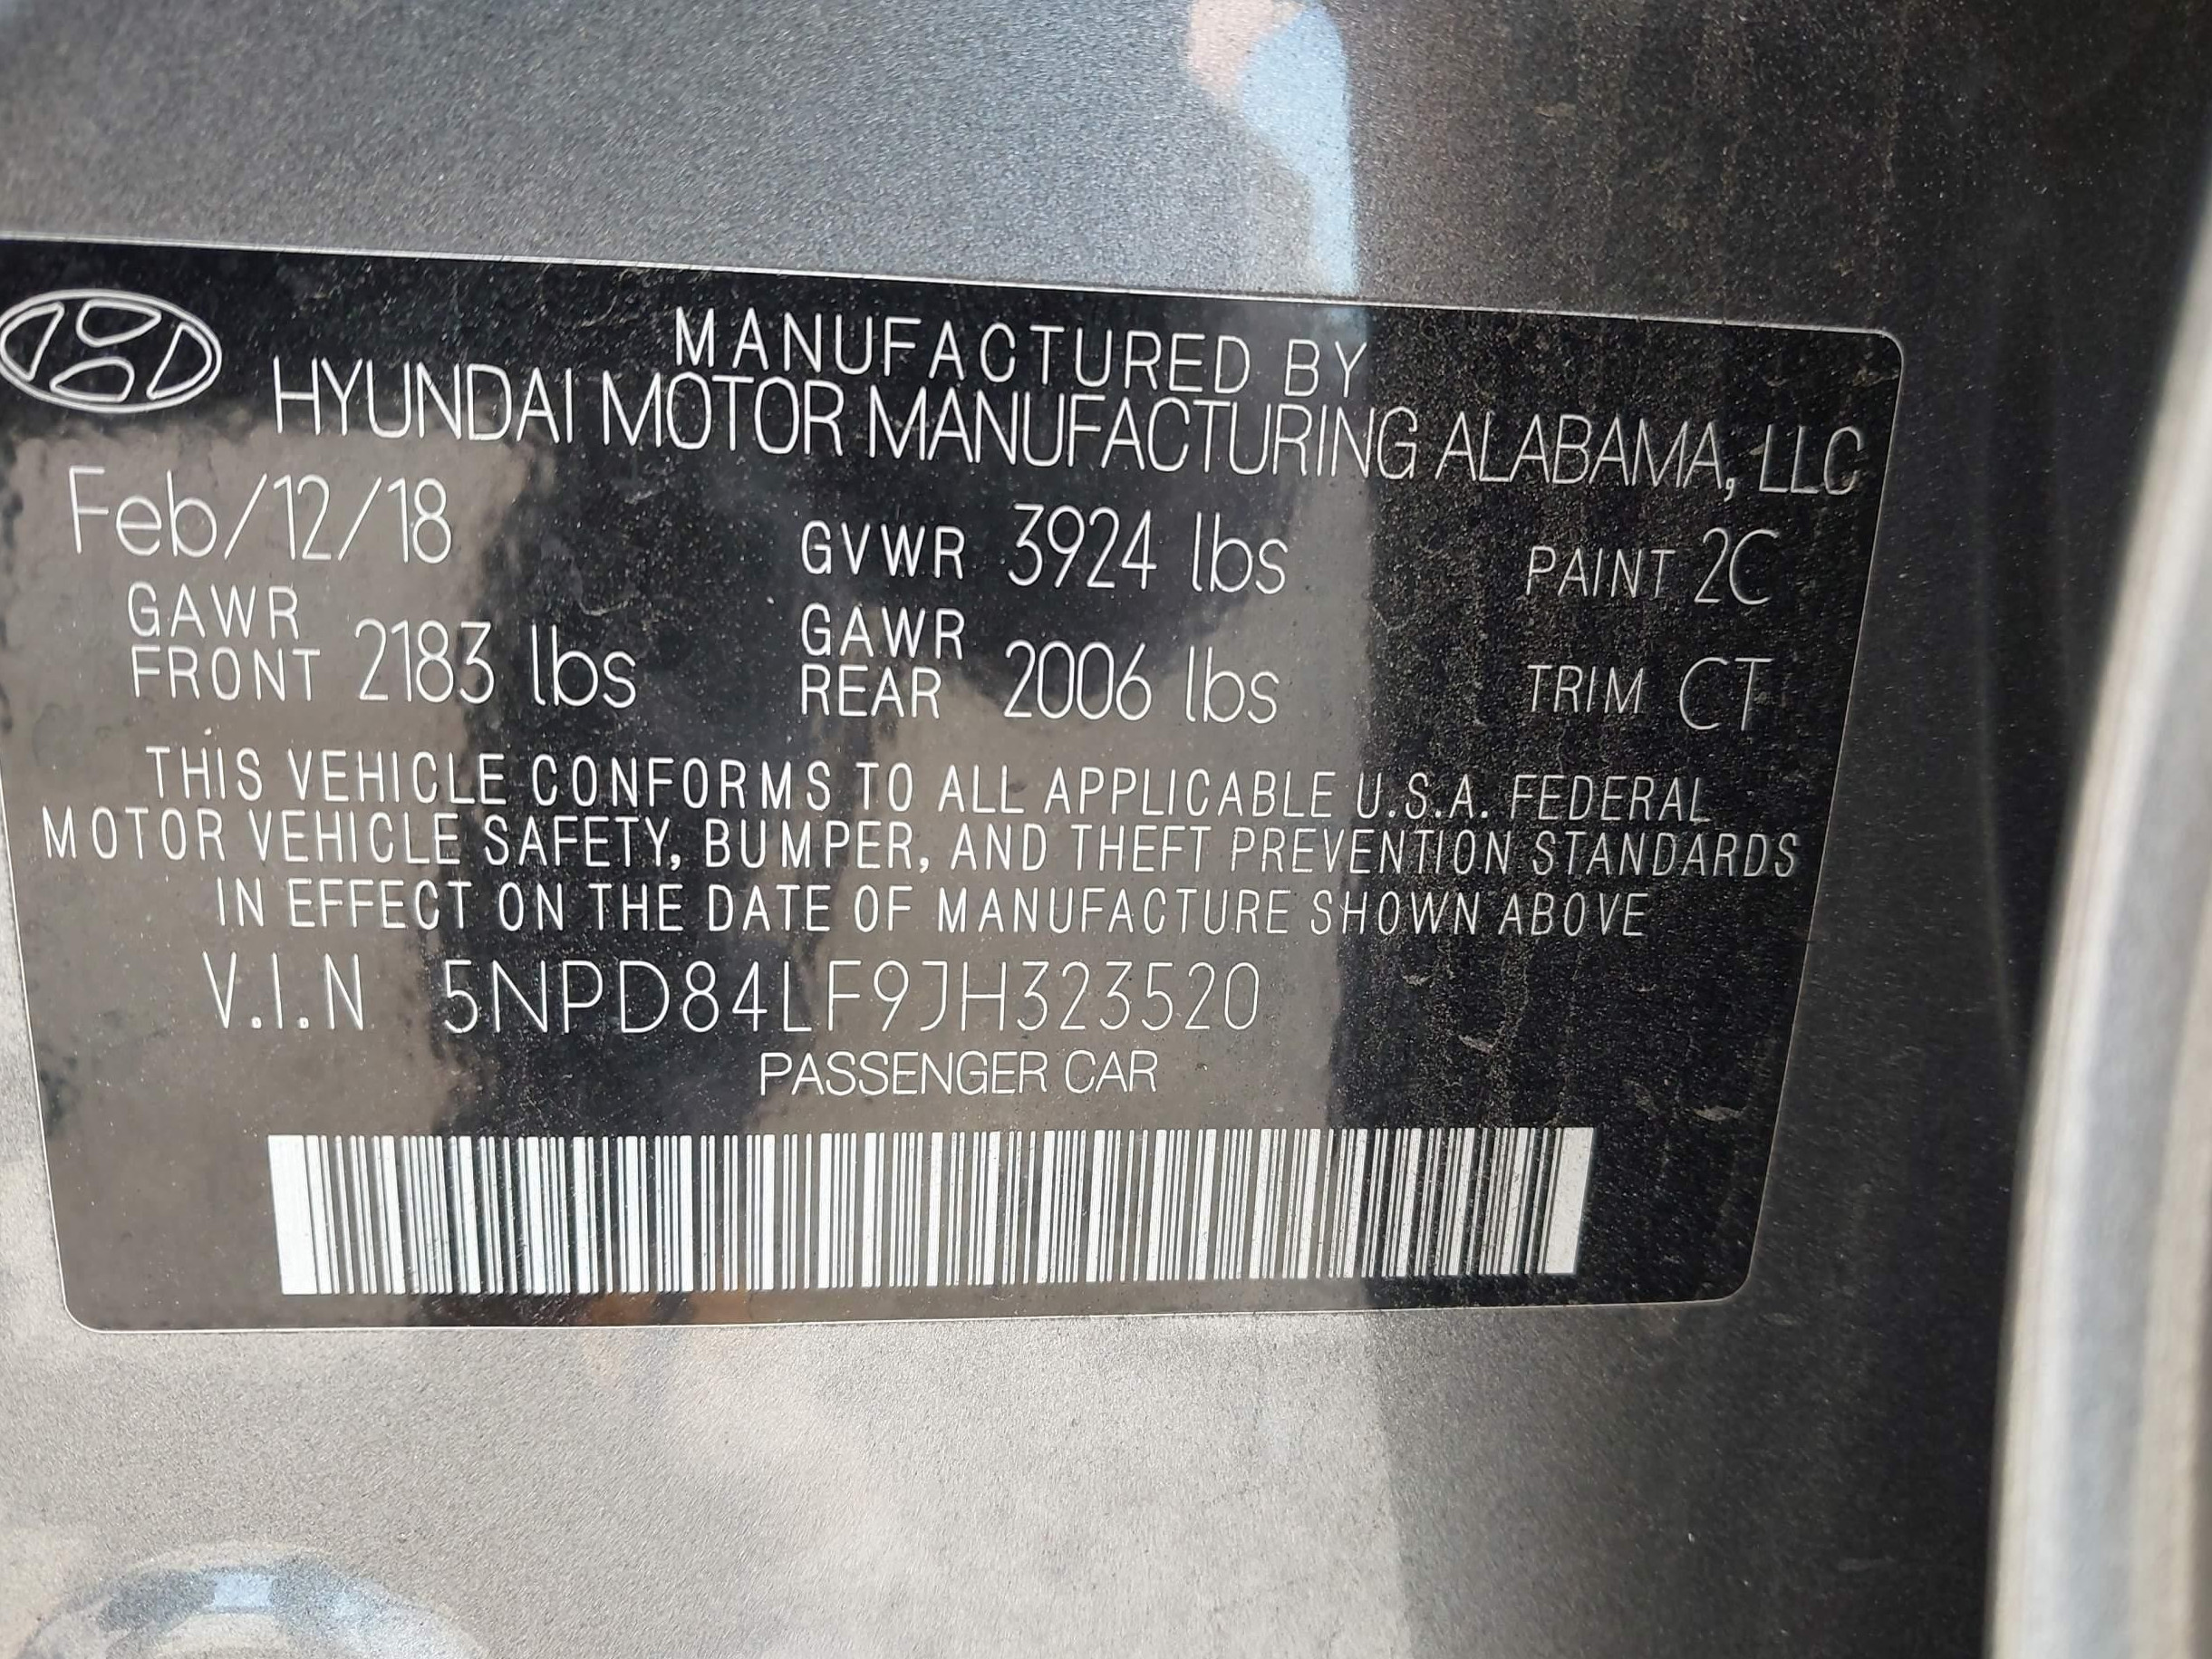 MANUFACTURED BY
HYUNDAI MOTOR MANUFACTURING ALABAMA, LLC
Feb/12/18 GVWR 3924 lbs PAINT 2C
GAWR FRONT 2183 lbs GAWR REAR 2006 lbs TRIM CT
THIS VEHICLE CONFORMS TO ALL APPLICABLE U.S.A. FEDERAL
MOTOR VEHICLE SAFETY, BUMPER, AND THEFT PREVENTION STANDARDS
IN EFFECT ON THE DATE OF MANUFACTURE SHOWN ABOVE
V.I.N 5NPD84LF9JH323520
PASSENGER CAR